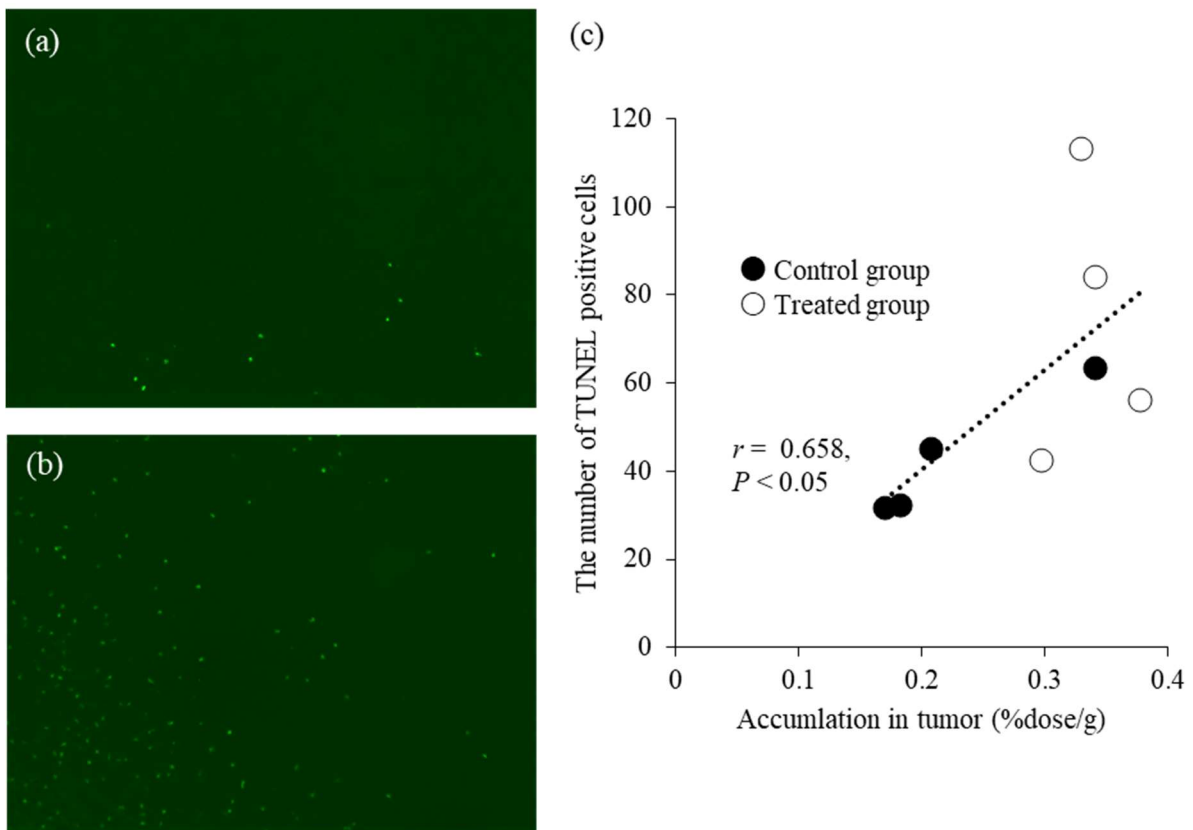 (a)
(b)
(c)
The number of TUNEL positive cells
120
100
80
60
40
20
0
Control group
Treated group
r = 0.658,
P < 0.05
0 0.1 0.2 0.3 0.4
Accumlation in tumor (%dose/g)